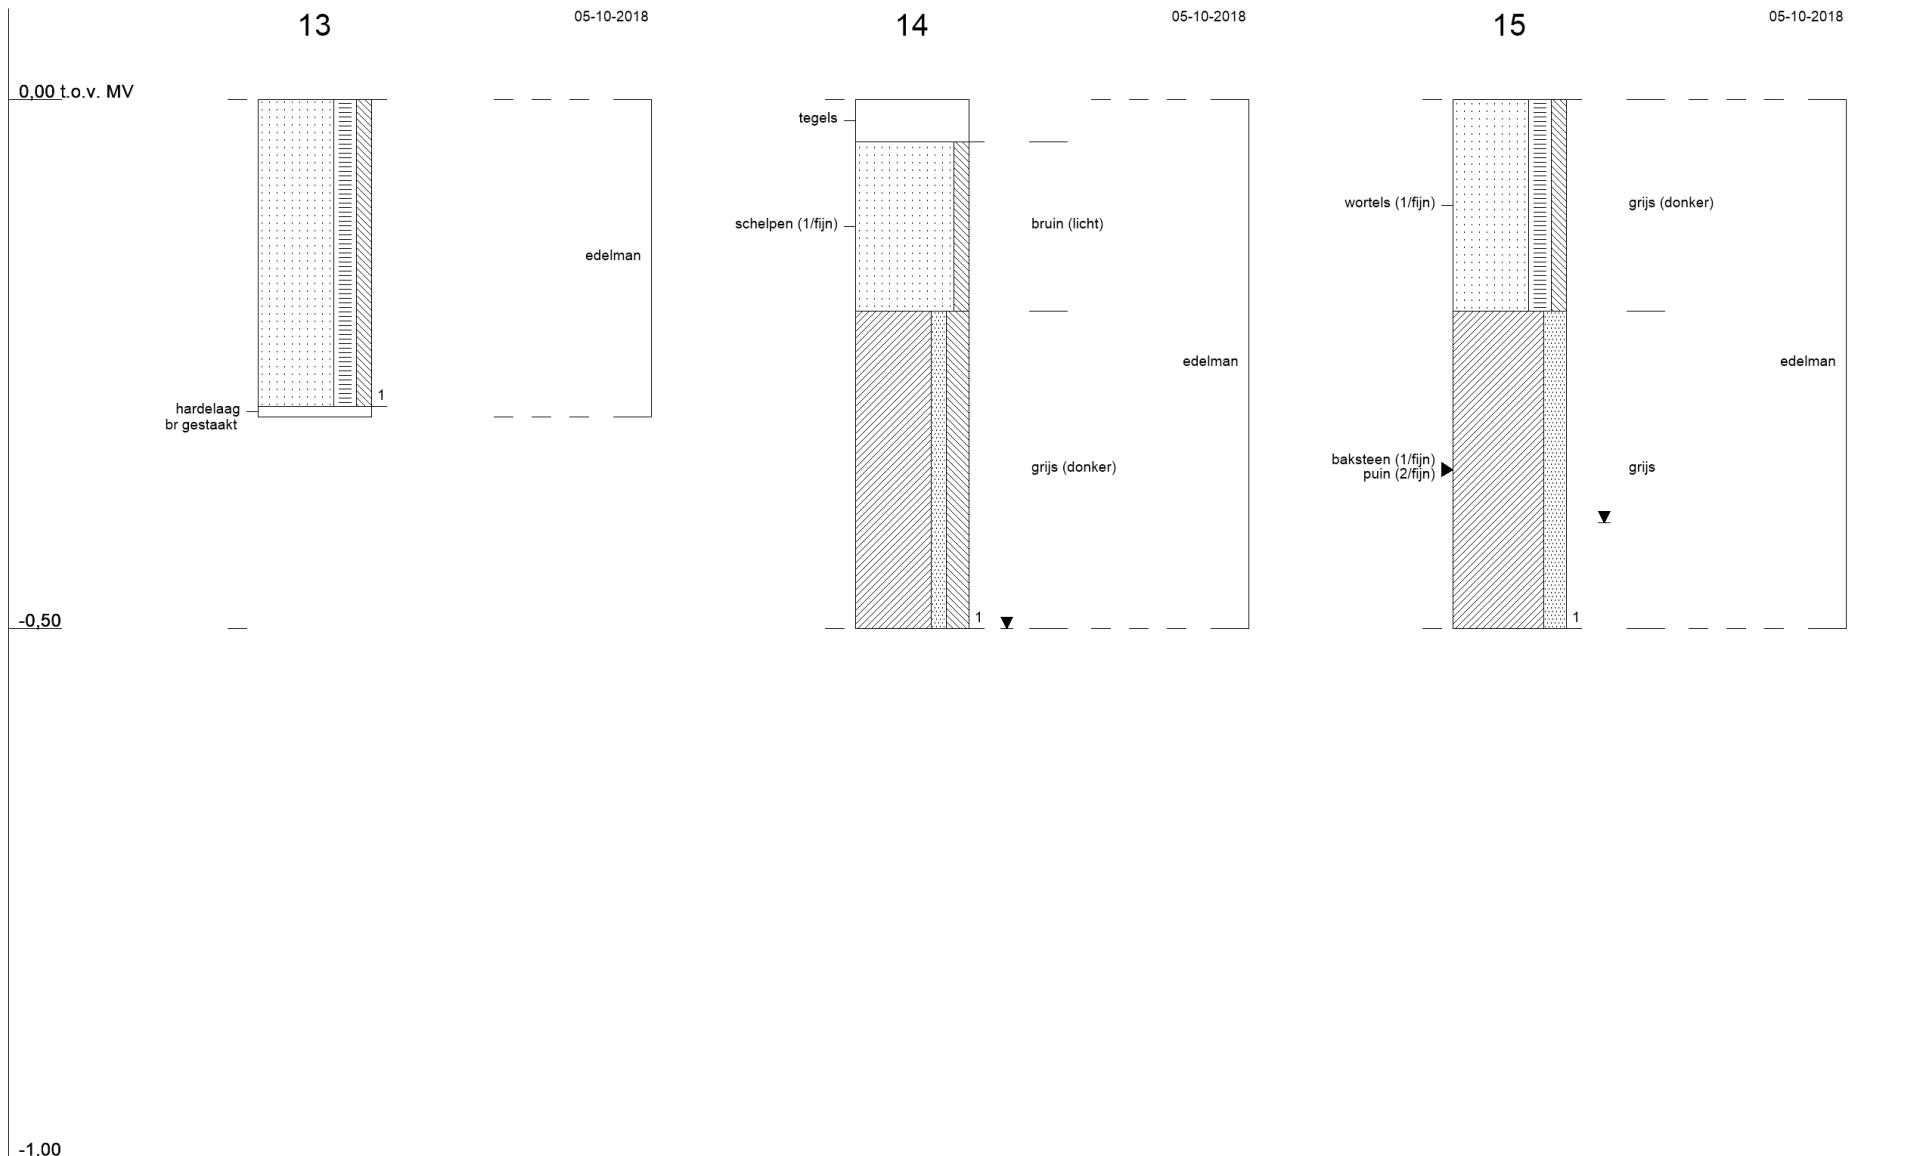 13
05-10-2018
14
05-10-2018
15
05-10-2018
0,00 t.o.v. MV
tegels
wortels (1/fijn)
grijs (donker)
schelpen (1/fijn)
bruin (licht)
edelman
edelman
edelman
1
hardelaag
br gestaakt
grijs (donker)
baksteen (1/fijn)
puin (2/fijn)
grijs
-0,50
1
1
-1,00